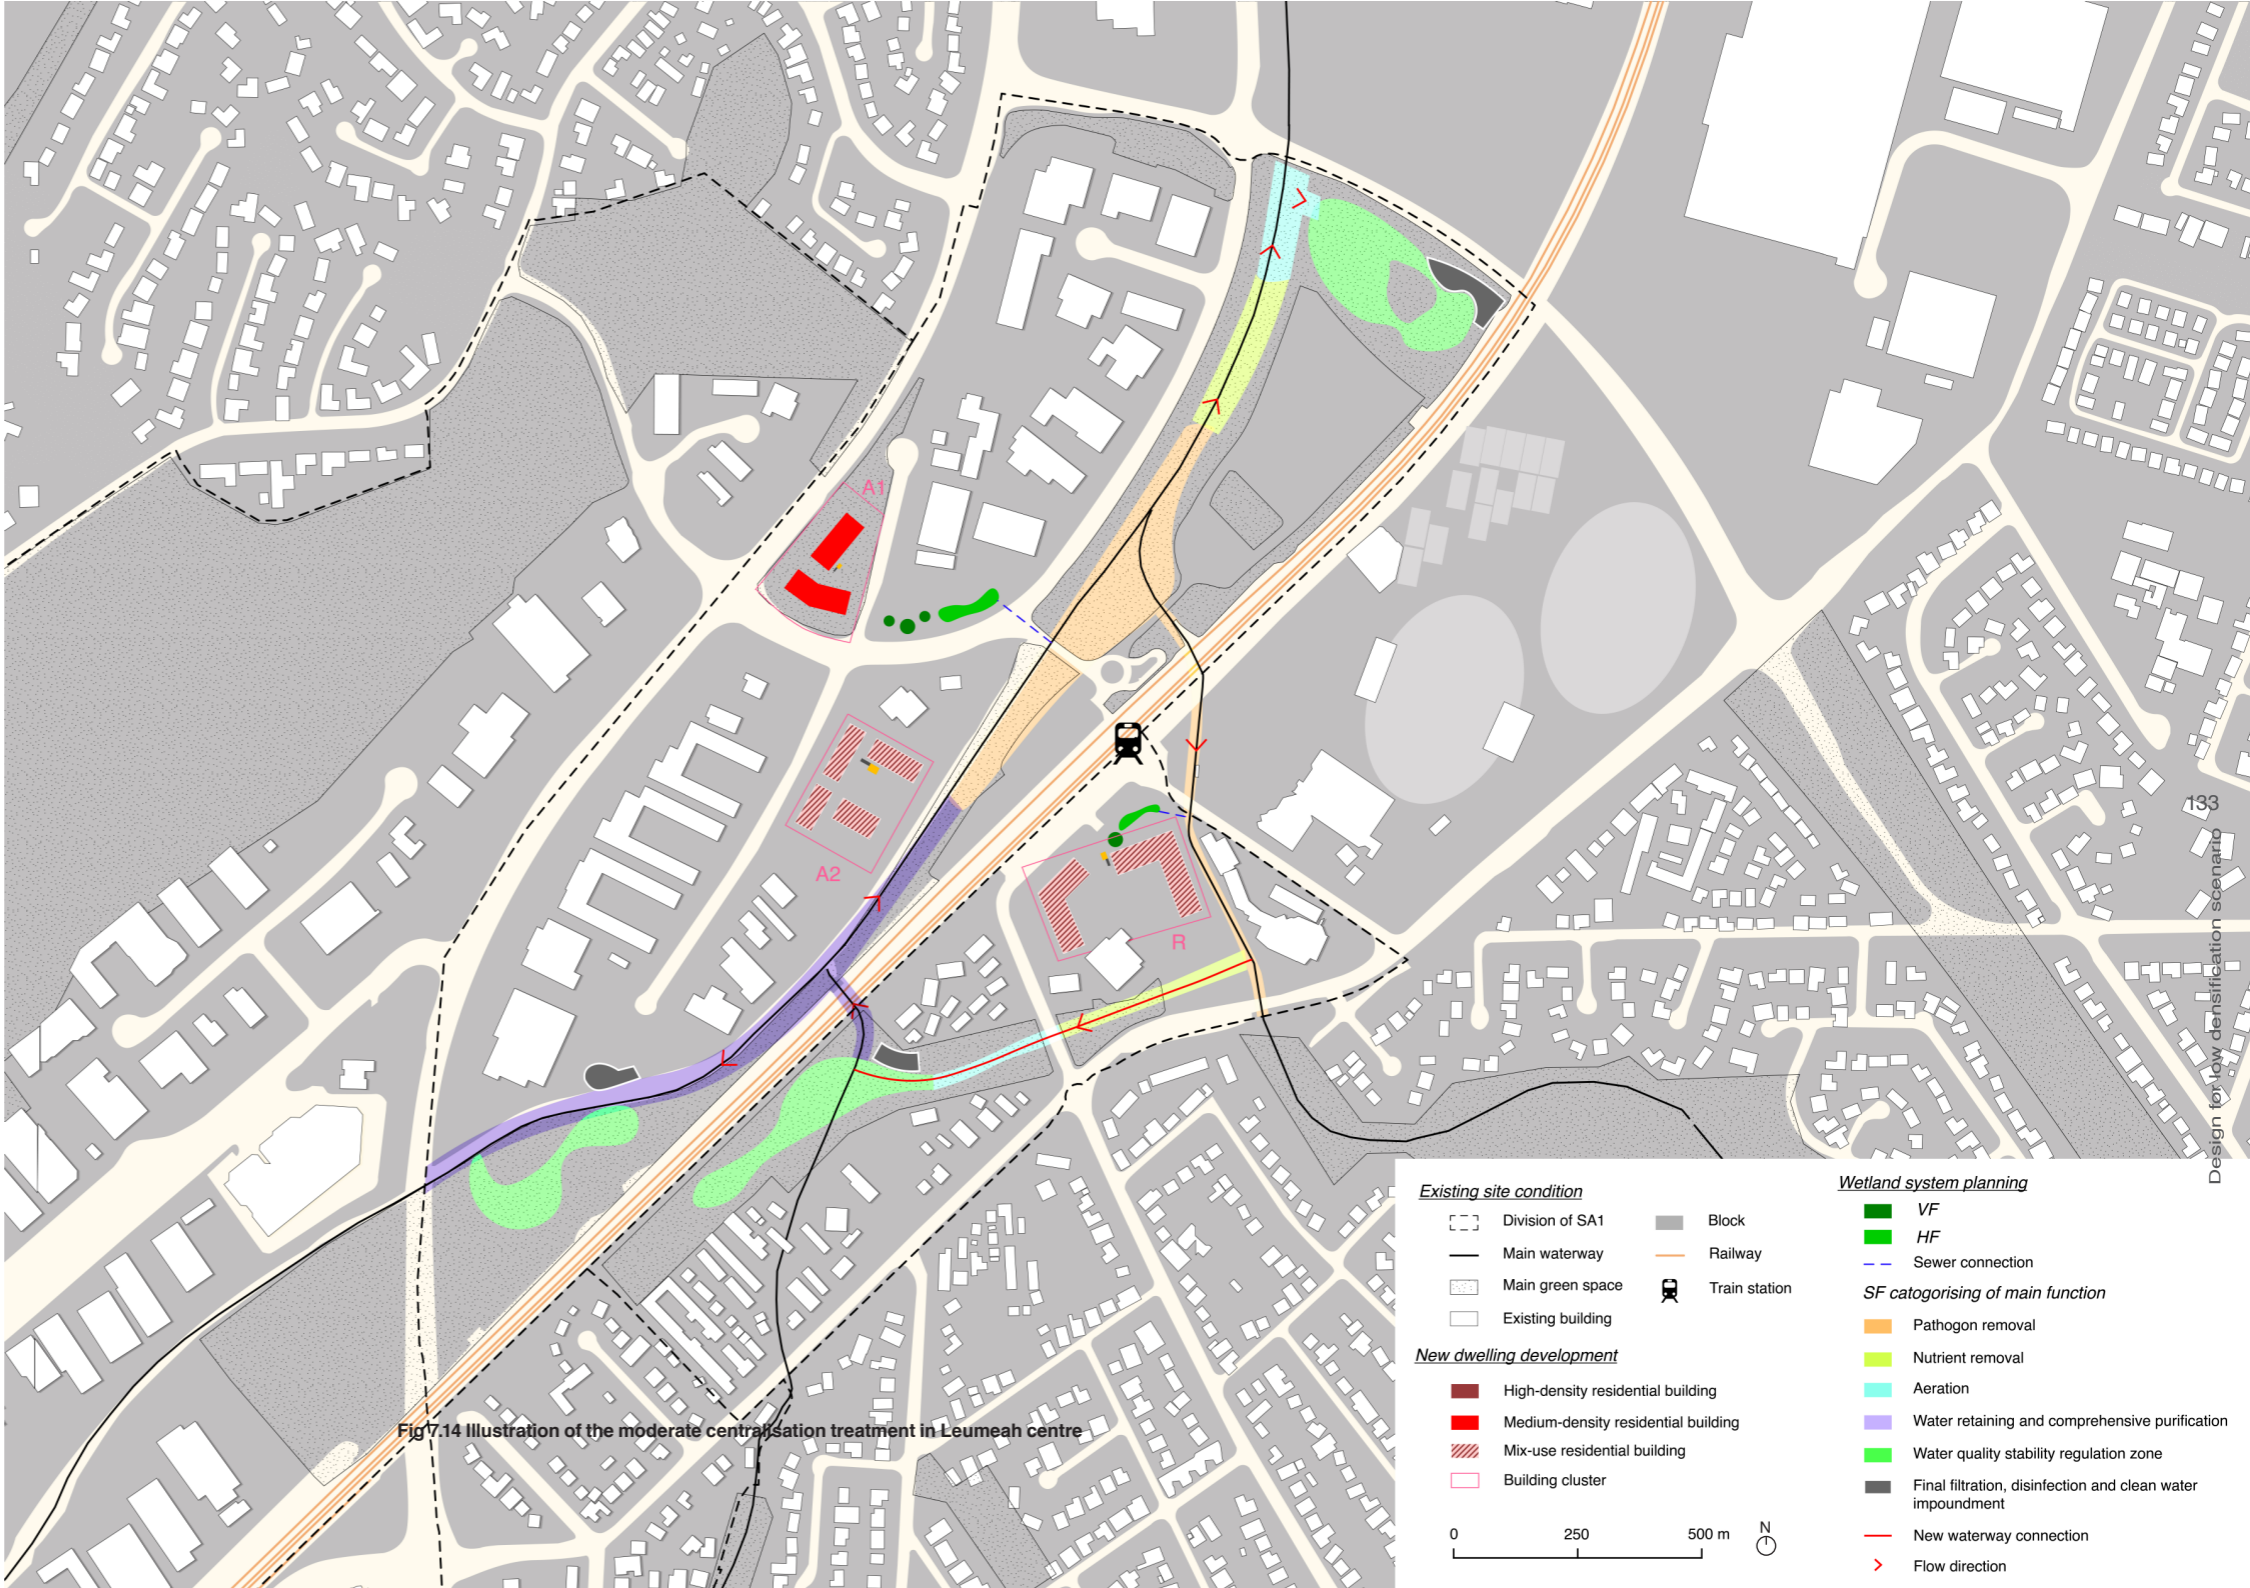 A1
A2
R
133
Design for low densification scenario
Fig 7.14 Illustration of the moderate centralisation treatment in Leumeah centre
Existing site condition
Division of SA1
Block
Main waterway
Railway
Main green space
Train station
Existing building
New dwelling development
High-density residential building
Medium-density residential building
Mix-use residential building
Building cluster
0 250 500 m
N
Wetland system planning
VF
HF
Sewer connection
SF catogorising of main function
Pathogon removal
Nutrient removal
Aeration
Water retaining and comprehensive purification
Water quality stability regulation zone
Final filtration, disinfection and clean water
impoundment
New waterway connection
Flow direction